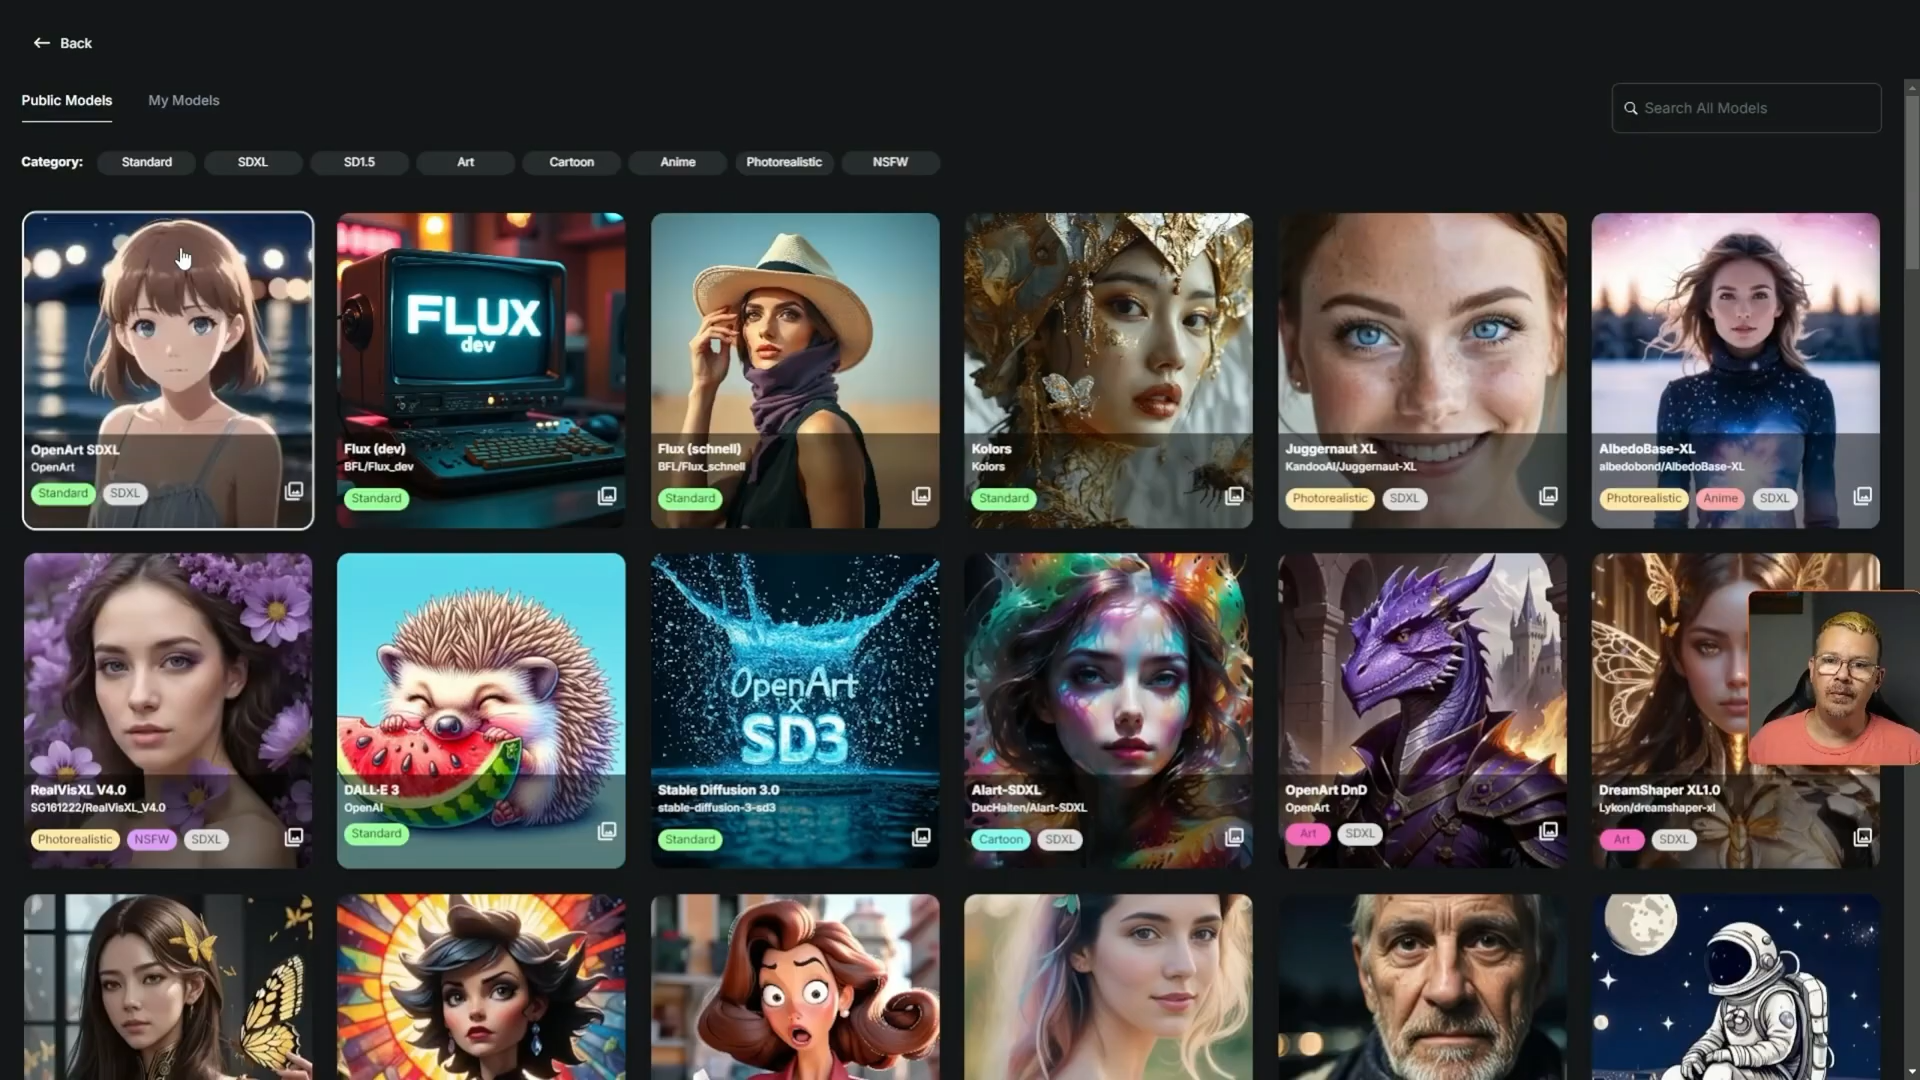 Back
Public Models
My Models
Search All Models
Category:
Standard
SDXL
SD1.5
Art
Cartoon
Anime
Photorealistic
NSFW
OpenArt SDXL
OpenArt
Standard
SDXL
FLUX
dev
Flux (dev)
BFL/Flux_dev
Standard
Flux (schnell)
BFL/Flux_schnell
Standard
Kolors
Kolors
Standard
Juggernaut XL
KandooAI/Juggernaut-XL
Photorealistic
SDXL
AlbedoBase-XL
albedobond/AlbedoBase-XL
Photorealistic
Anime
SDXL
RealVisXL V4.0
SG161222/RealVisXL_V4.0
Photorealistic
NSFW
SDXL
DALL·E 3
OpenAI
Standard
OpenArt
x
SD3
Stable Diffusion 3.0
stable-diffusion-3-sd3
Standard
AIart-SDXL
DucHaiten/AIart-SDXL
Cartoon
SDXL
OpenArt DnD
OpenArt
Art
SDXL
DreamShaper XL1.0
Lykon/dreamshaper-xl
Art
SDXL